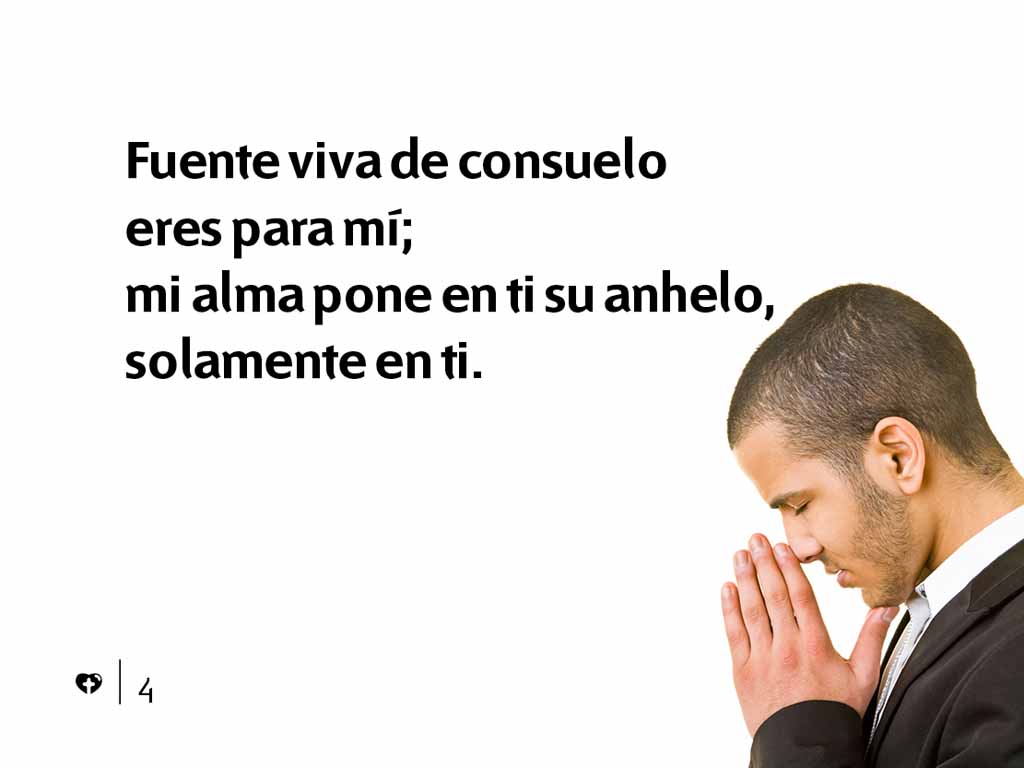 Fuente viva de consuelo
eres para mí;
mi alma pone en ti su anhelo,
solamente en ti.
4